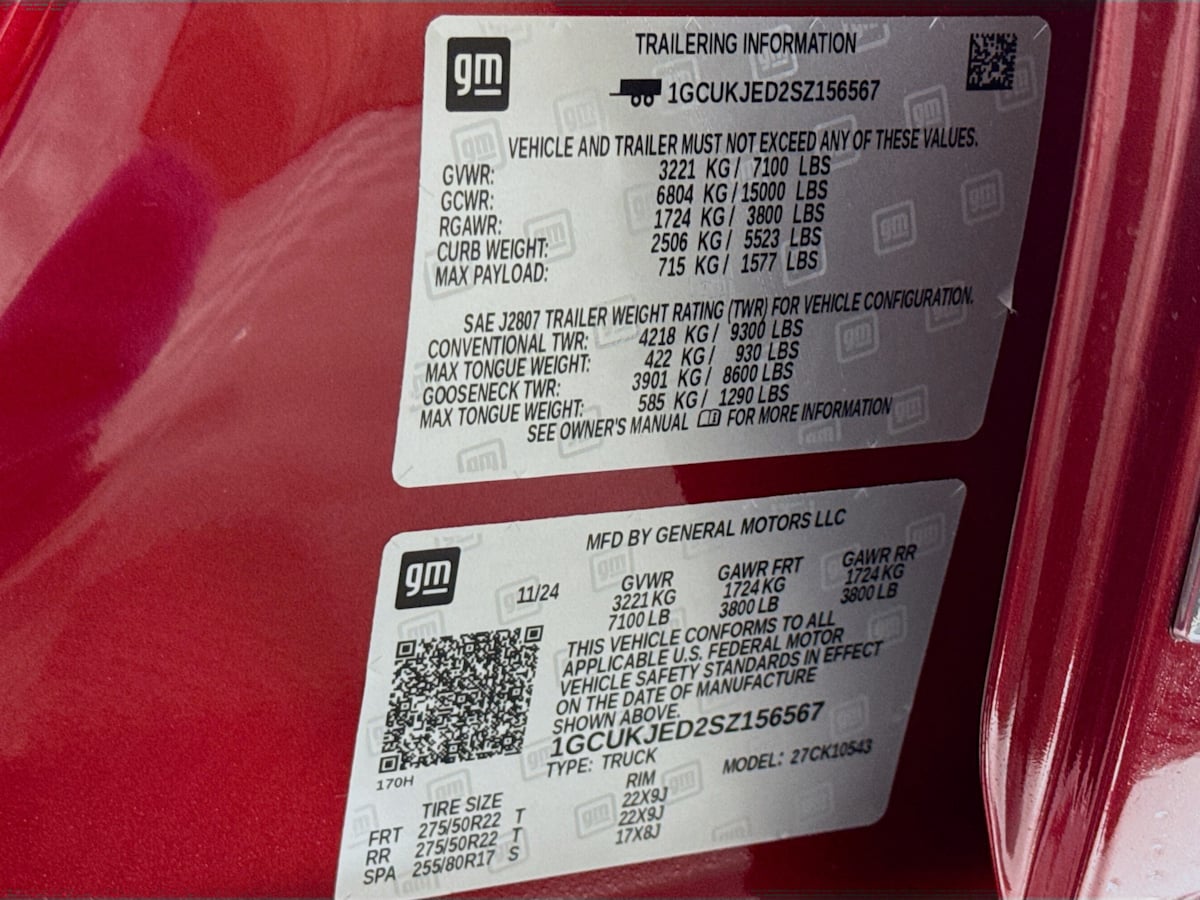 gm
TRAILERING INFORMATION
1GCUKJED2SZ156567
VEHICLE AND TRAILER MUST NOT EXCEED ANY OF THESE VALUES.
GVWR: 3221 KG / 7100 LBS
GCWR: 6804 KG / 15000 LBS
RGAWR: 1724 KG / 3800 LBS
CURB WEIGHT: 2506 KG / 5523 LBS
MAX PAYLOAD: 715 KG / 1577 LBS
SAE J2807 TRAILER WEIGHT RATING (TWR) FOR VEHICLE CONFIGURATION.
CONVENTIONAL TWR: 4218 KG / 9300 LBS
MAX TONGUE WEIGHT: 422 KG / 930 LBS
GOOSENECK TWR: 3901 KG / 8600 LBS
MAX TONGUE WEIGHT: 585 KG / 1290 LBS
SEE OWNER'S MANUAL FOR MORE INFORMATION
gm
MFD BY GENERAL MOTORS LLC
11/24 GVWR GAWR FRT GAWR RR
3221 KG 1724 KG 1724 KG
7100 LB 3800 LB 3800 LB
THIS VEHICLE CONFORMS TO ALL
APPLICABLE U.S. FEDERAL MOTOR
VEHICLE SAFETY STANDARDS IN EFFECT
ON THE DATE OF MANUFACTURE
SHOWN ABOVE.
1GCUKJED2SZ156567
TYPE: TRUCK MODEL: 27CK10543
170H
TIRE SIZE RIM
FRT 275/50R22 T 22X9J
RR 275/50R22 T 22X9J
SPA 255/80R17 S 17X8J